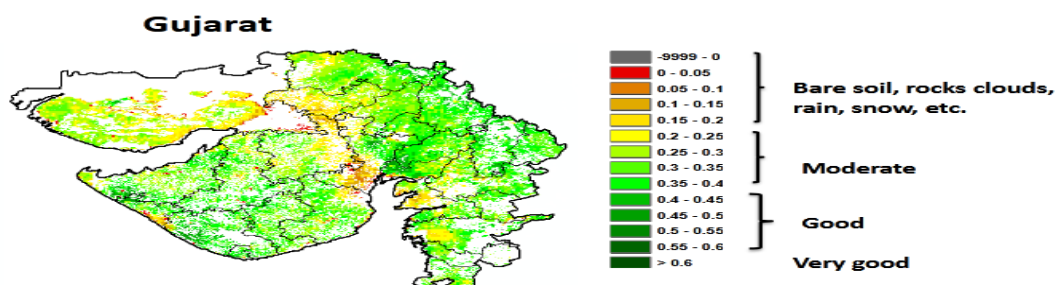 Gujarat
-9999 - 0
0 - 0.05
0.05 - 0.1
0.1 - 0.15
0.15 - 0.2
0.2 - 0.25
0.25 - 0.3
0.3 - 0.35
0.35 - 0.4
0.4 - 0.45
0.45 - 0.5
0.5 - 0.55
0.55 - 0.6
> 0.6
Bare soil, rocks clouds,
rain, snow, etc.
Moderate
Good
Very good